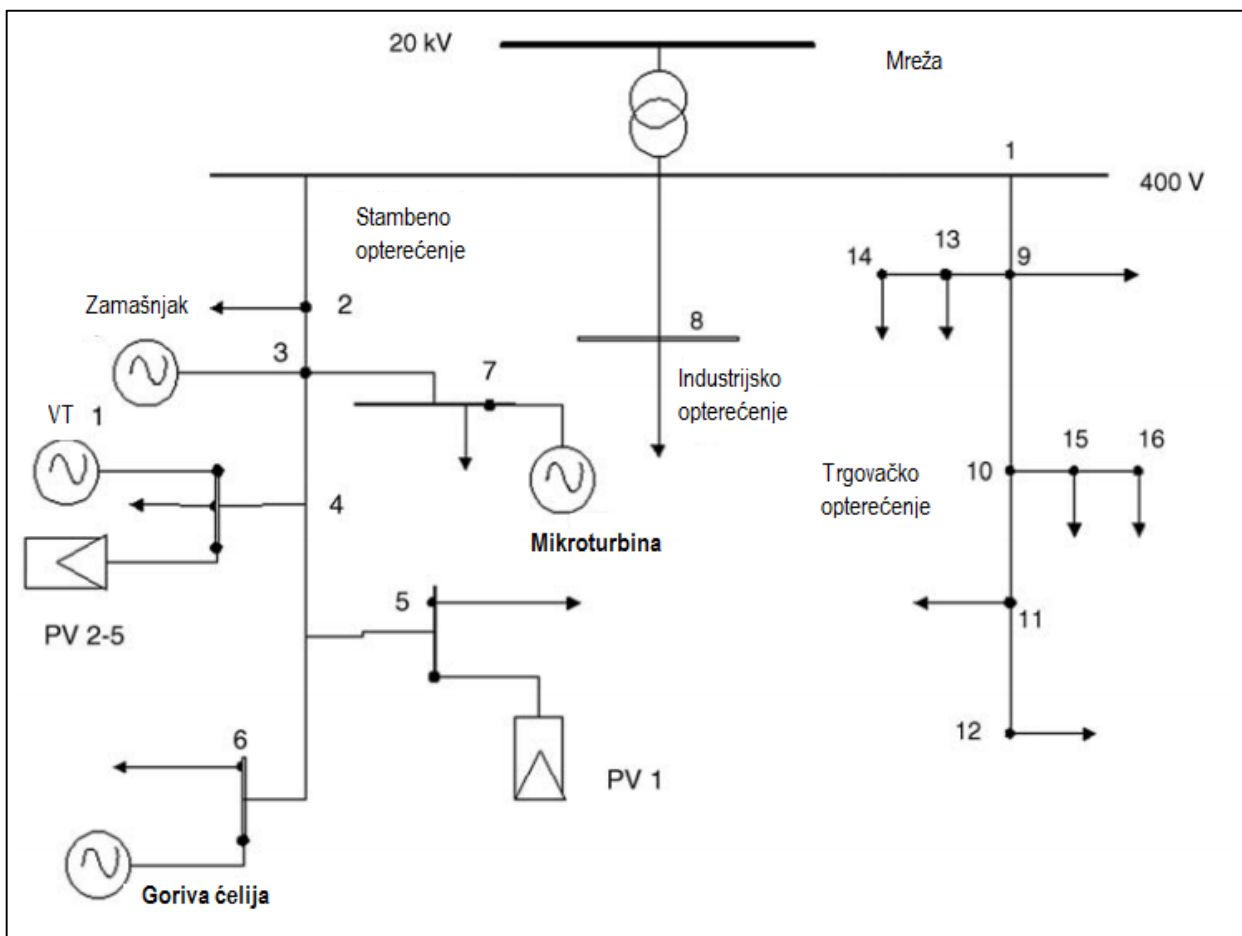 20 kV
Mreža
1
400 V
Stambeno
opterećenje
14
13
9
Zamašnjak
2
3
8
7
Industrijsko
opterećenje
VT 1
15
16
10
Trgovačko
opterećenje
4
Mikroturbina
5
PV 2-5
11
12
6
PV 1
Goriva ćelija